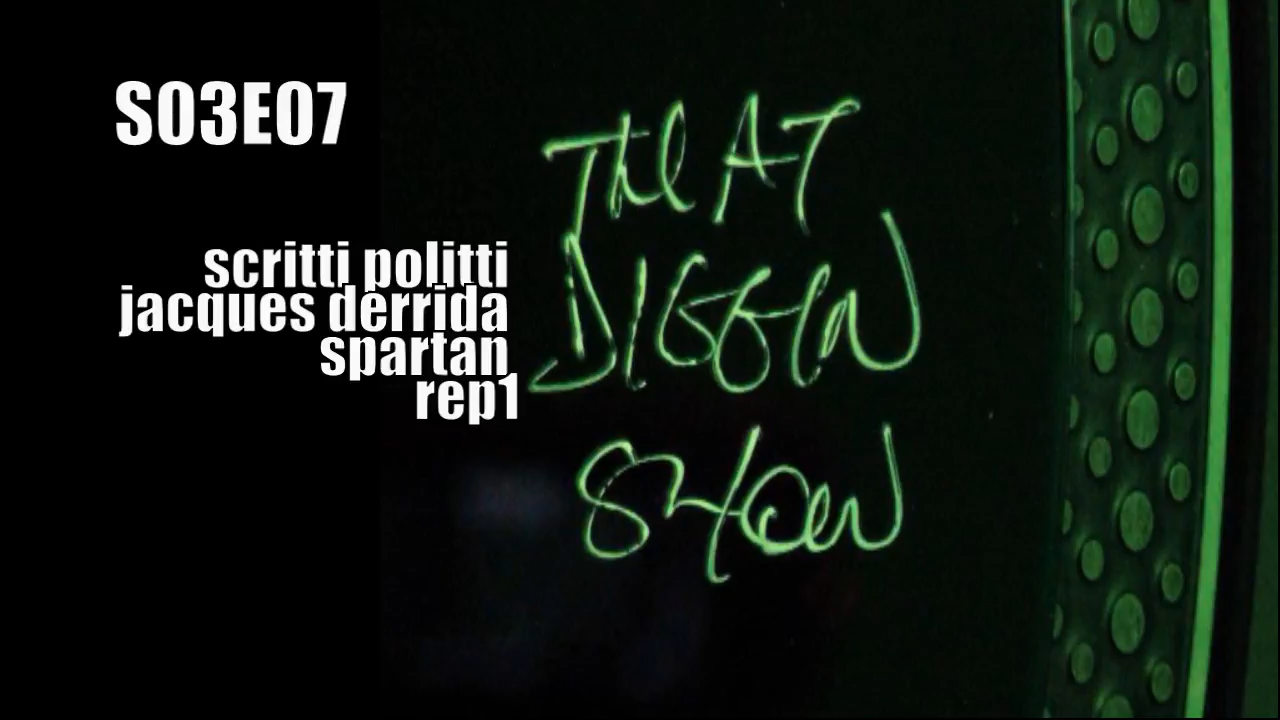 S03E07
scritti politti
jacques derrida
spartan
rep1
The AT
DIGGIN
SHOW